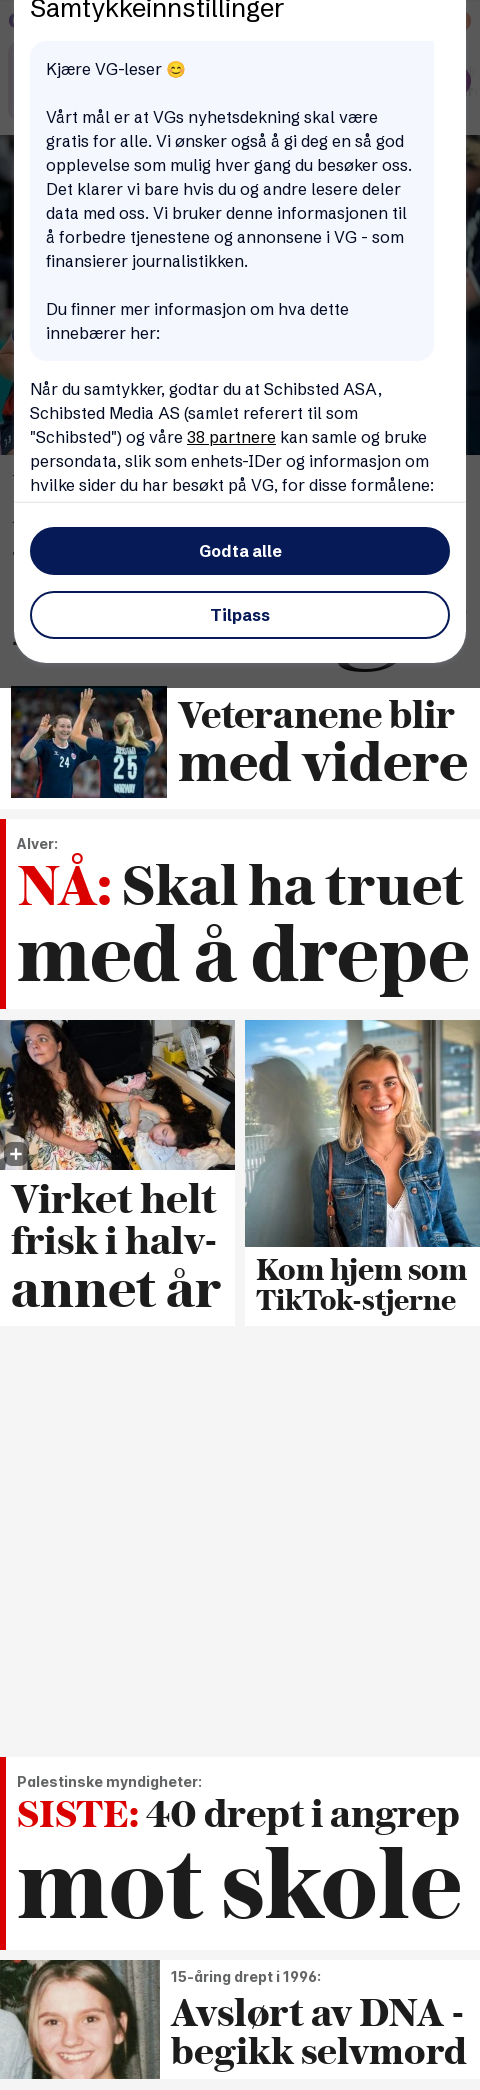 Samtykkeinnstillinger
Kjære VG-leser 😊
Vårt mål er at VGs nyhetsdekning skal være
gratis for alle. Vi ønsker også å gi deg en så god
opplevelse som mulig hver gang du besøker oss.
Det klarer vi bare hvis du og andre lesere deler
data med oss. Vi bruker denne informasjonen til
å forbedre tjenestene og annonsene i VG - som
finansierer journalistikken.
Du finner mer informasjon om hva dette
innebærer her:
Når du samtykker, godtar du at Schibsted ASA,
Schibsted Media AS (samlet referert til som
"Schibsted") og våre 38 partnere kan samle og bruke
persondata, slik som enhets-IDer og informasjon om
hvilke sider du har besøkt på VG, for disse formålene:
Godta alle
Tilpass
24
25
NORWAY
Veteranene blir
med videre
Alver:
NÅ: Skal ha truet
med å drepe
Virket helt
frisk i halv-
annet år
Kom hjem som
TikTok-stjerne
Palestinske myndigheter:
SISTE: 40 drept i angrep
mot skole
15-åring drept i 1996:
Avslørt av DNA -
begikk selvmord